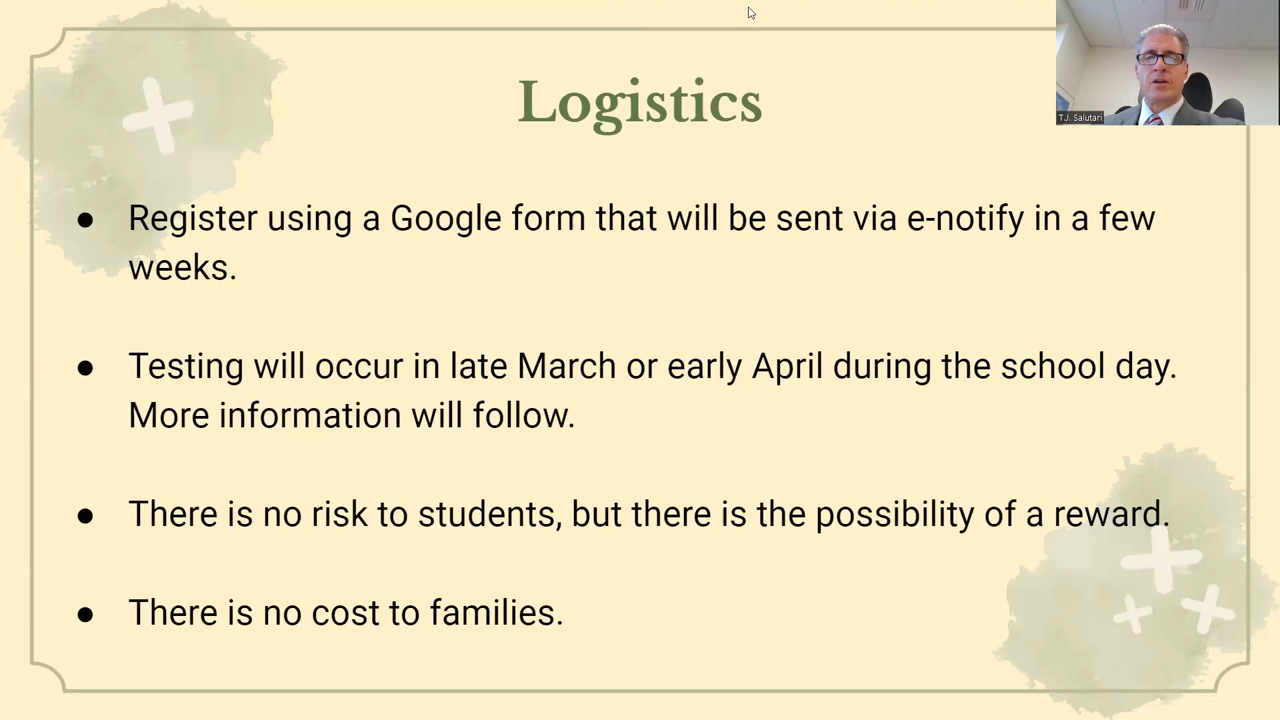 Logistics
T.J. Salutari
● Register using a Google form that will be sent via e-notify in a few
weeks.
● Testing will occur in late March or early April during the school day.
More information will follow.
● There is no risk to students, but there is the possibility of a reward.
● There is no cost to families.